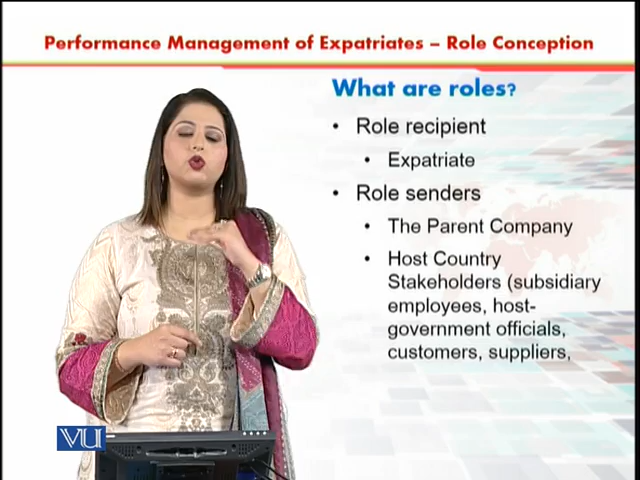 Performance Management of Expatriates – Role Conception
What are roles?
• Role recipient
• Expatriate
• Role senders
• The Parent Company
• Host Country
Stakeholders (subsidiary
employees, host-
government officials,
customers, suppliers,
VU